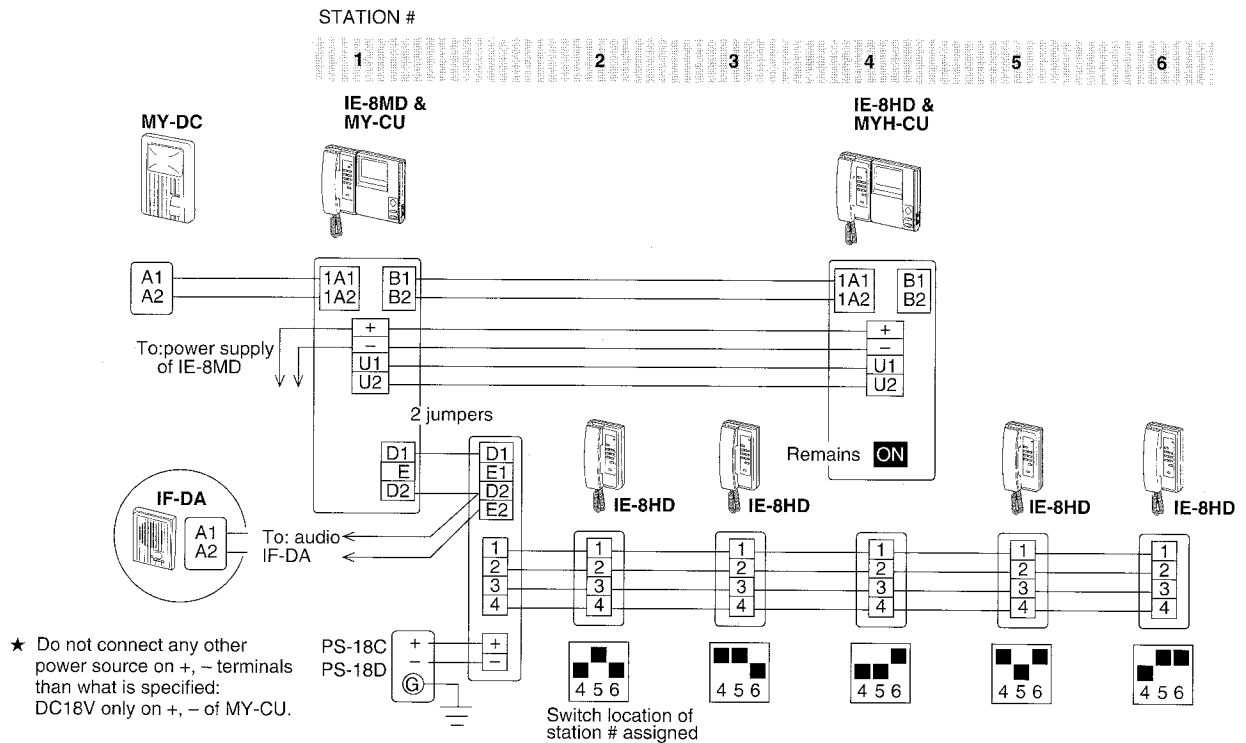 STATION #
1 2 3 4 5 6
MY-DC
IE-8MD &
MY-CU
IE-8HD &
MYH-CU
A1
A2
1A1 B1
1A2 B2
1A1 B1
1A2 B2
+
–
U1
U2
+
–
U1
U2
To:power supply
of IE-8MD
2 jumpers
D1
E
D2
D1
E1
D2
E2
Remains ON
IF-DA
A1
A2
To: audio
IF-DA
IE-8HD
IE-8HD
IE-8HD
IE-8HD
1
2
3
4
1
2
3
4
1
2
3
4
1
2
3
4
1
2
3
4
1
2
3
4
★ Do not connect any other
power source on +, – terminals
than what is specified:
DC18V only on +, – of MY-CU.
PS-18C
PS-18D
+
–
G
+
–
4 5 6
4 5 6
4 5 6
4 5 6
4 5 6
Switch location of
station # assigned